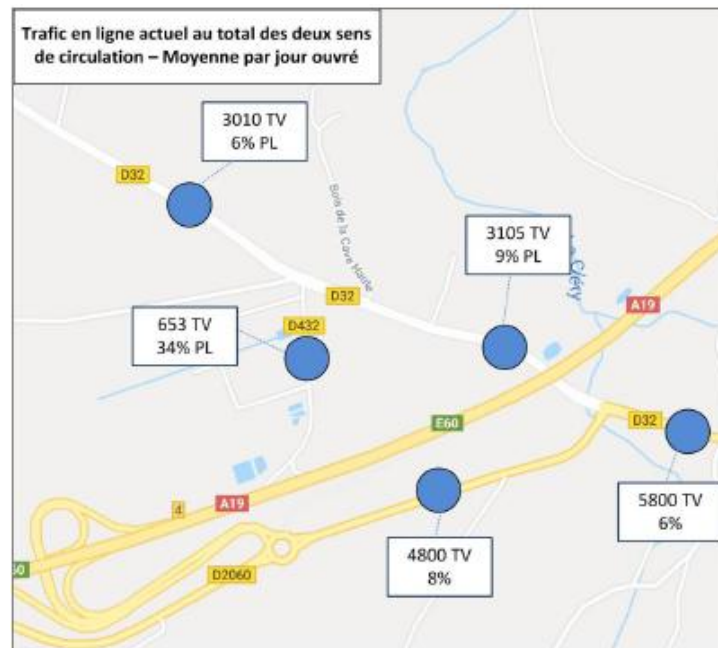 Trafic en ligne actuel au total des deux sens
de circulation – Moyenne par jour ouvré
3010 TV
6% PL
D32
Bois de la Cave Haute
3105 TV
9% PL
Cléry
A19
D32
653 TV
34% PL
D432
E60
D32
A19
4
5800 TV
6%
4800 TV
8%
D2060
60